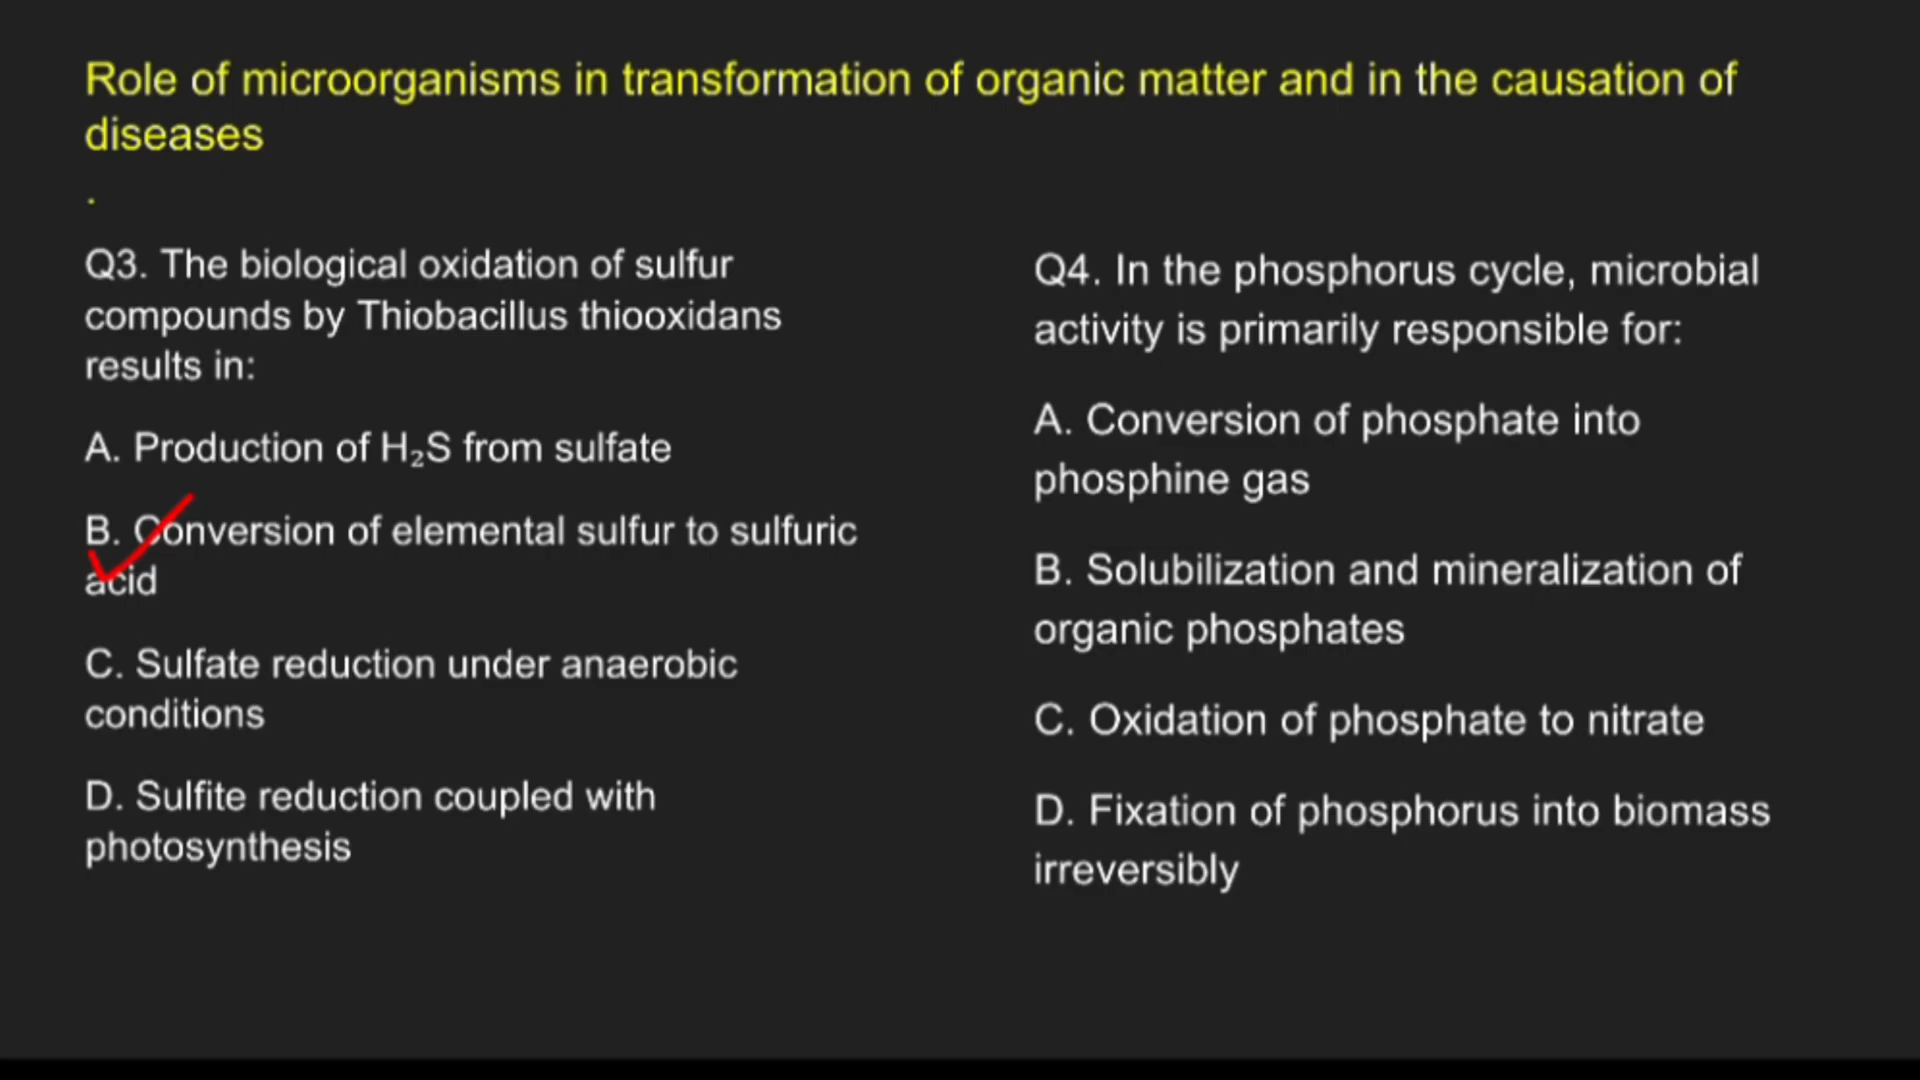 Role of microorganisms in transformation of organic matter and in the causation of
diseases
.
Q3. The biological oxidation of sulfur
compounds by Thiobacillus thiooxidans
results in:
A. Production of H₂S from sulfate
B. Conversion of elemental sulfur to sulfuric
acid
C. Sulfate reduction under anaerobic
conditions
D. Sulfite reduction coupled with
photosynthesis
Q4. In the phosphorus cycle, microbial
activity is primarily responsible for:
A. Conversion of phosphate into
phosphine gas
B. Solubilization and mineralization of
organic phosphates
C. Oxidation of phosphate to nitrate
D. Fixation of phosphorus into biomass
irreversibly